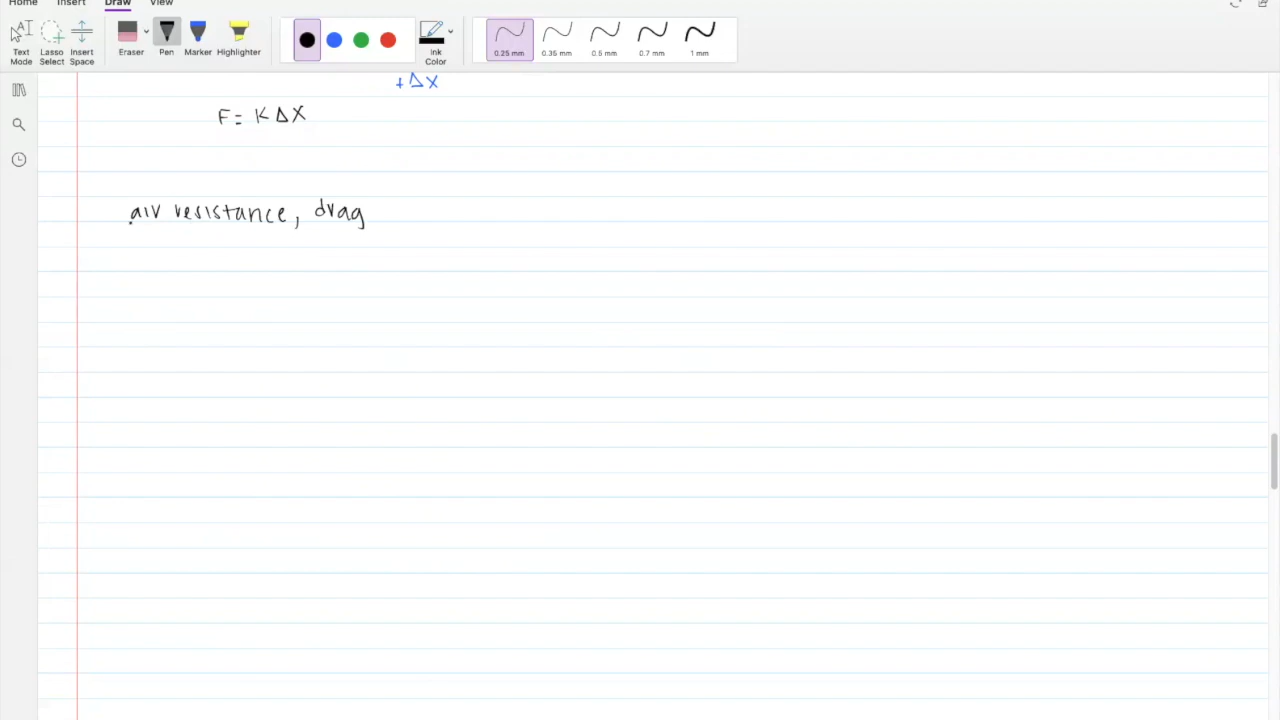 Home Insert Draw View
Text Mode Lasso Select Insert Space Eraser Pen Marker Highlighter Ink Color 0.25 mm 0.35 mm 0.5 mm 0.7 mm 1 mm
+ΔX
F = KΔX
air resistance, drag